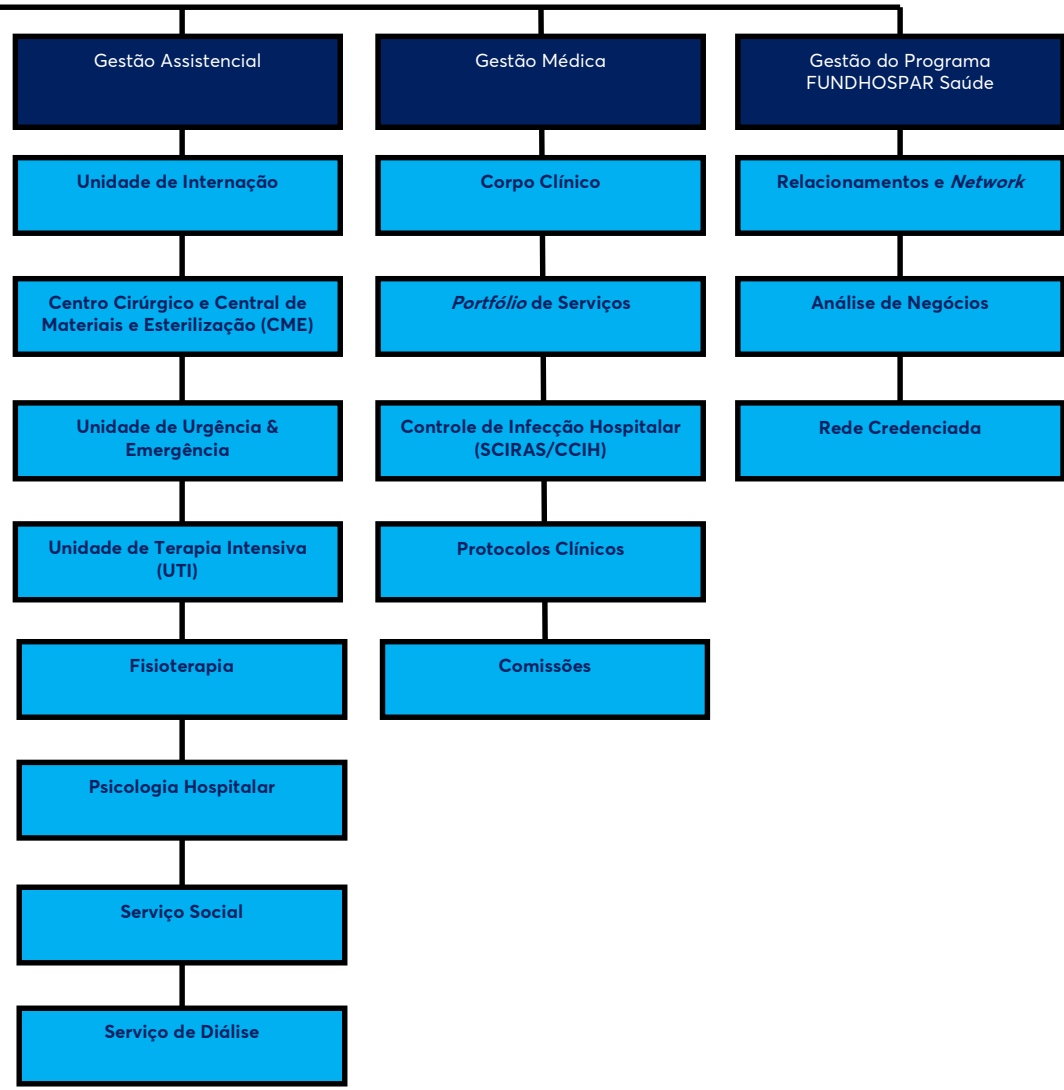 Gestão Assistencial
Unidade de Internação
Centro Cirúrgico e Central de
Materiais e Esterilização (CME)
Unidade de Urgência &
Emergência
Unidade de Terapia Intensiva
(UTI)
Fisioterapia
Psicologia Hospitalar
Serviço Social
Serviço de Diálise
Gestão Médica
Corpo Clínico
Portfólio de Serviços
Controle de Infecção Hospitalar
(SCIRAS/CCIH)
Protocolos Clínicos
Comissões
Gestão do Programa
FUNDHOSPAR Saúde
Relacionamentos e Network
Análise de Negócios
Rede Credenciada